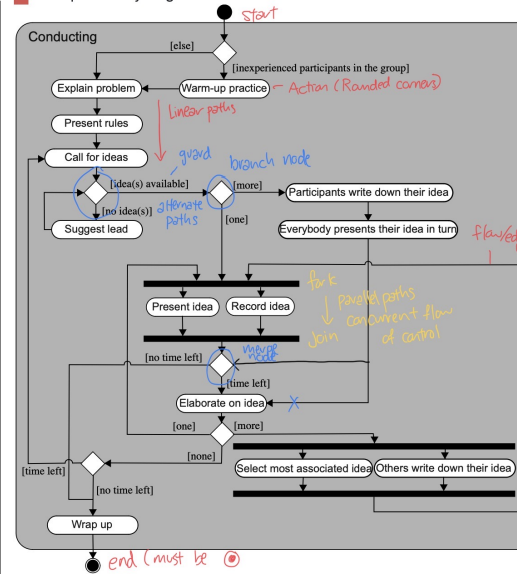 start
Conducting
[else]
[inexperienced participants in the group]
Explain problem
Warm-up practice
- Action (Rounded corners)
Linear paths
Present rules
Call for ideas
guard
branch node
[idea(s) available]
[more]
Participants write down their idea
alternate
paths
[no idea(s)]
Suggest lead
[one]
Everybody presents their idea in turn
fork
Present idea
Record idea
parallel paths
concurrent flow
of control
Join
[no time left]
merge
node
[time left]
Elaborate on idea
X
[one]
[more]
[none]
[time left]
Select most associated idea
Others write down their idea
[no time left]
Wrap up
end (must be